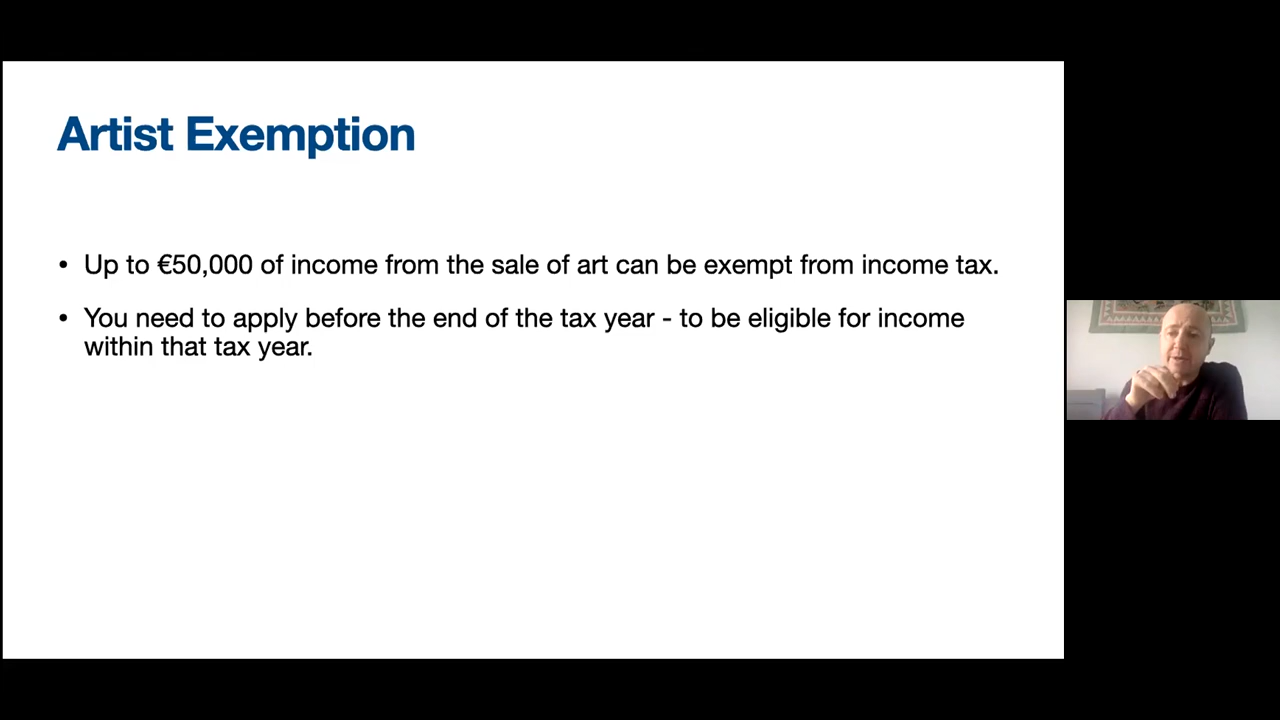 Artist Exemption
• Up to €50,000 of income from the sale of art can be exempt from income tax.
• You need to apply before the end of the tax year - to be eligible for income
within that tax year.